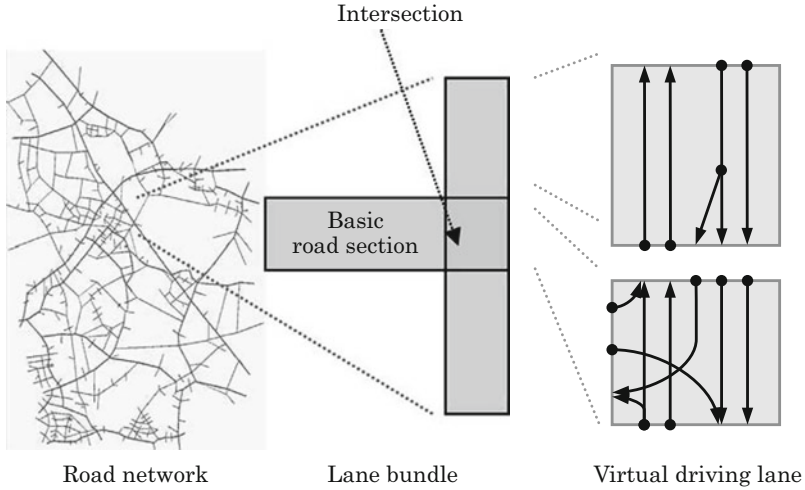 Intersection
Basic
road section
Road network
Lane bundle
Virtual driving lane